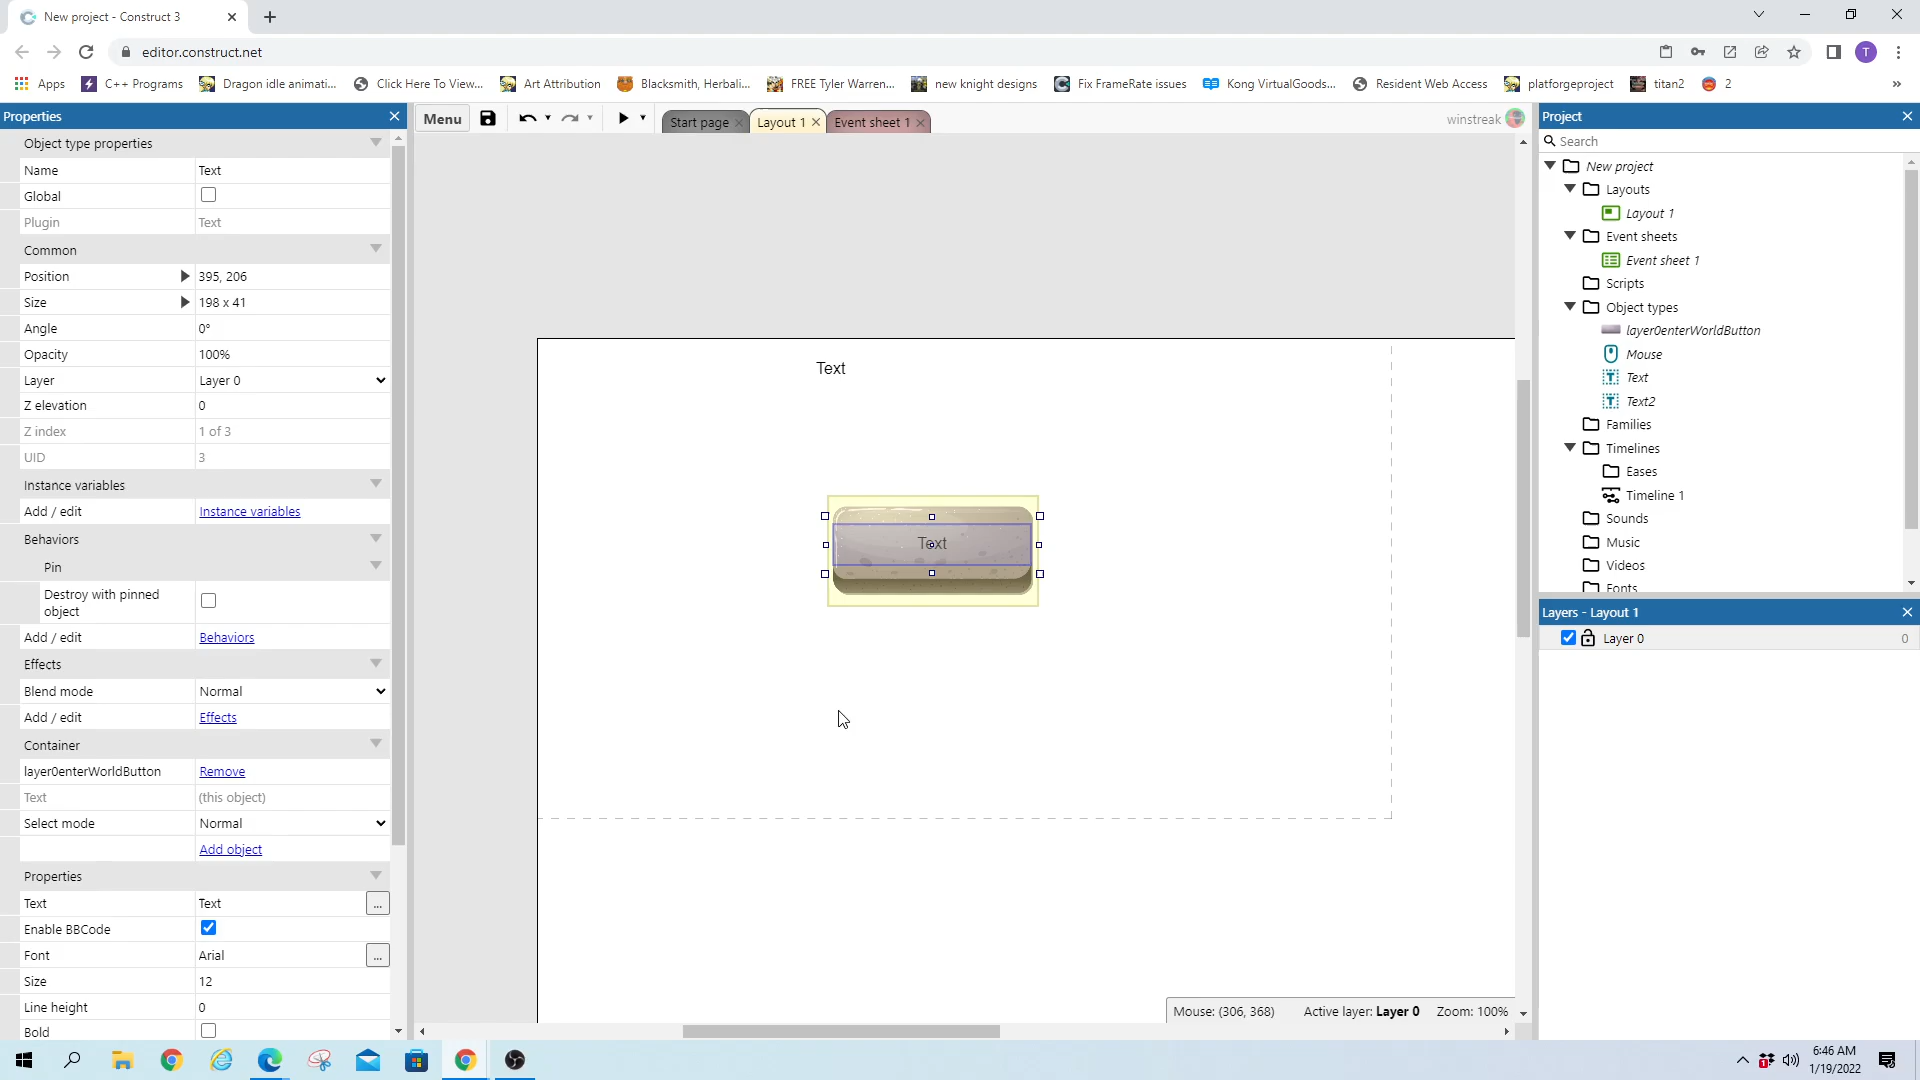 New project - Construct 3
editor.construct.net
T
Apps
C++ Programs
Dragon idle animati...
Click Here To View...
Art Attribution
Blacksmith, Herbali...
FREE Tyler Warren...
new knight designs
Fix FrameRate issues
Kong VirtualGoods...
Resident Web Access
platforgeproject
titan2
2
»
Properties
Menu
Start page
Layout 1
Event sheet 1
winstreak
Project
Object type properties
Name Text
Global
Plugin Text
Common
Position 395, 206
Size 198 x 41
Angle 0°
Opacity 100%
Layer Layer 0
Z elevation 0
Z index 1 of 3
UID 3
Instance variables
Add / edit Instance variables
Behaviors
Pin
Destroy with pinned
object
Add / edit Behaviors
Effects
Blend mode Normal
Add / edit Effects
Container
layer0enterWorldButton Remove
Text (this object)
Select mode Normal
Add object
Properties
Text Text ...
Enable BBCode
Font Arial ...
Size 12
Line height 0
Bold
Text
Text
Mouse: (306, 368) Active layer: Layer 0 Zoom: 100%
Search
New project
Layouts
Layout 1
Event sheets
Event sheet 1
Scripts
Object types
layer0enterWorldButton
Mouse
Text
Text2
Families
Timelines
Eases
Timeline 1
Sounds
Music
Videos
Fonts
Layers - Layout 1
Layer 0 0
6:46 AM
1/19/2022